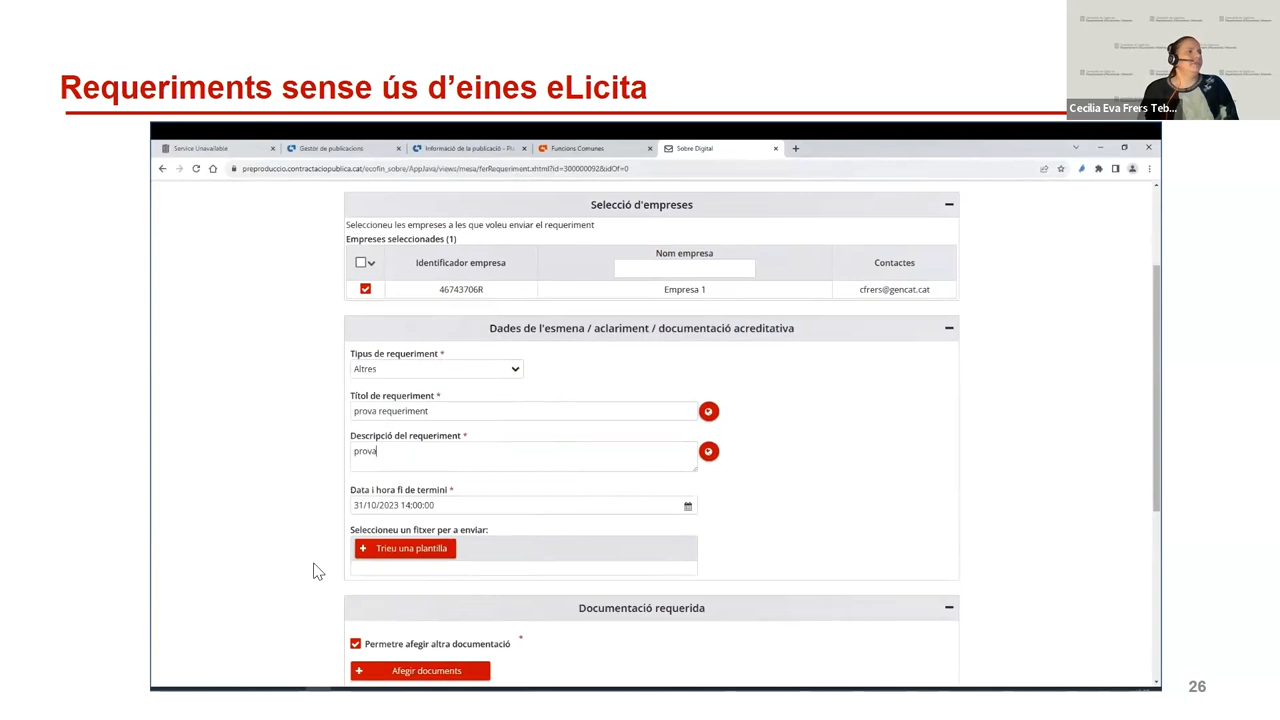 Requeriments sense ús d'eines eLicita
Cecilia Eva Frers Teb...
Service Unavailable
Gestor de publicacions
Informació de la publicació - Pla
Funcions Comunes
Sobre Digital
preproduccio.contractaciopublica.cat/ecofin_sobre/AppJava/views/mesa/ferRequeriment.xhtml?id=300000092&idOf=0
Selecció d'empreses
Seleccioneu les empreses a les que voleu enviar el requeriment
Empreses seleccionades (1)
Identificador empresa
Nom empresa
Contactes
46743706R
Empresa 1
cfrers@gencat.cat
Dades de l'esmena / aclariment / documentació acreditativa
Tipus de requeriment *
Altres
Títol de requeriment *
prova requeriment
Descripció del requeriment *
prova
Data i hora fi de termini *
31/10/2023 14:00:00
Seleccioneu un fitxer per a enviar:
+ Trieu una plantilla
Documentació requerida
Permetre afegir altra documentació *
+ Afegir documents
26